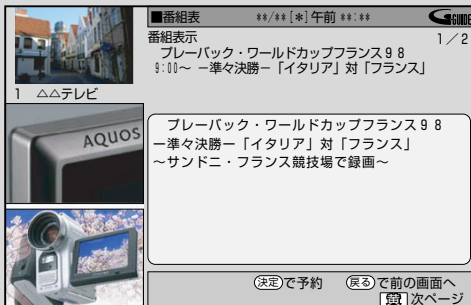 ■番組表 **/**[*]午前**:** G-GUIDE
番組表示 1/2
プレーバック・ワールドカップフランス98
9:00～ －準々決勝－「イタリア」対「フランス」
1 △△テレビ
AQUOS
プレーバック・ワールドカップフランス98
－準々決勝－「イタリア」対「フランス」
～サンドニ・フランス競技場で録画～
決定で予約 戻るで前の画面へ
次ページ